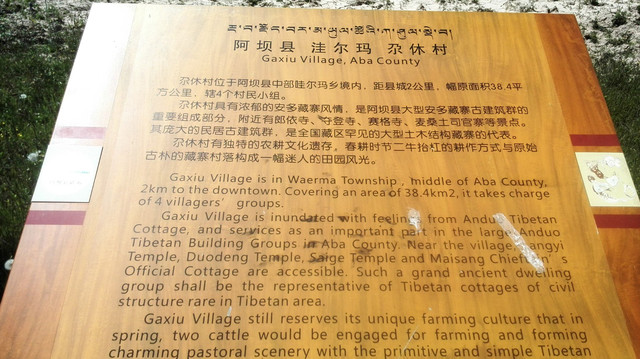 阿坝县 洼尔玛 尕休村
Gaxiu Village, Aba County
尕休村位于阿坝县中部哇尔玛乡境内，距县城2公里，幅原面积38.4平
方公里，辖4个村民小组。
尕休村具有浓郁的安多藏寨风情，是阿坝县大型安多藏寨古建筑群的
重要组成部分，附近有郎依寺、夺登寺、赛格寺、麦桑土司官寨等景点。
其庞大的民居古建筑群，是全国藏区罕见的大型土木结构藏寨的代表。
尕休村有独特的农耕文化遗存，春耕时节二牛抬杠的耕作方式与原始
古朴的藏寨村落构成一幅迷人的田园风光。
Gaxiu Village is in Waerma Township, middle of Aba County,
2km to the downtown. Covering an area of 38.4km2, it takes charge
of 4 villagers' groups.
Gaxiu Village is inundated with feelings from Anduo Tibetan
Cottage, and services as an important part in the large Anduo
Tibetan Building Groups in Aba County. Near the village, Langyi
Temple, Duodeng Temple, Saige Temple and Maisang Chieftain's
Official Cottage are accessible. Such a grand ancient dwelling
group shall be the representative of Tibetan cottages of civil
structure rare in Tibetan area.
Gaxiu Village still reserves its unique farming culture that in
spring, two cattle would be engaged for farming and forming
charming pastoral scenery with the primitive and simple Tibetan